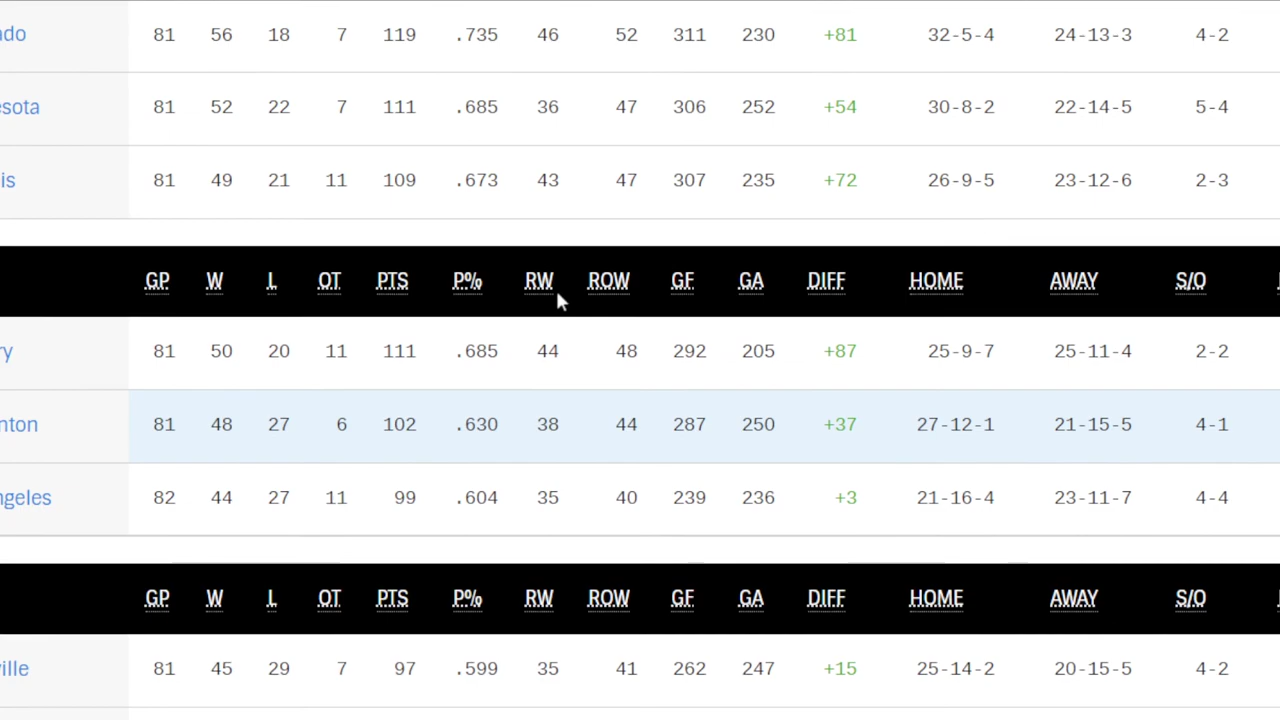 ado 81 56 18 7 119 .735 46 52 311 230 +81 32-5-4 24-13-3 4-2
esota 81 52 22 7 111 .685 36 47 306 252 +54 30-8-2 22-14-5 5-4
is 81 49 21 11 109 .673 43 47 307 235 +72 26-9-5 23-12-6 2-3
GP W L OT PTS P% RW ROW GF GA DIFF HOME AWAY S/O
ry 81 50 20 11 111 .685 44 48 292 205 +87 25-9-7 25-11-4 2-2
nton 81 48 27 6 102 .630 38 44 287 250 +37 27-12-1 21-15-5 4-1
ngeles 82 44 27 11 99 .604 35 40 239 236 +3 21-16-4 23-11-7 4-4
GP W L OT PTS P% RW ROW GF GA DIFF HOME AWAY S/O
ville 81 45 29 7 97 .599 35 41 262 247 +15 25-14-2 20-15-5 4-2